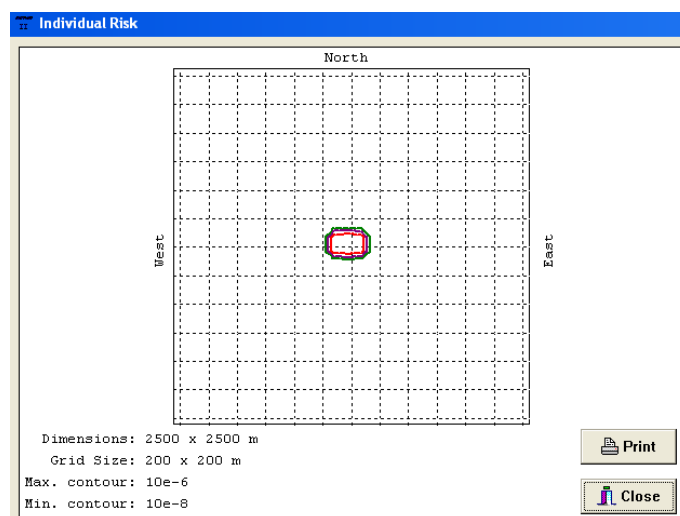 Individual Risk
North
West
East
Dimensions: 2500 x 2500 m
Grid Size: 200 x 200 m
Max. contour: 10e-6
Min. contour: 10e-8
Print
Close